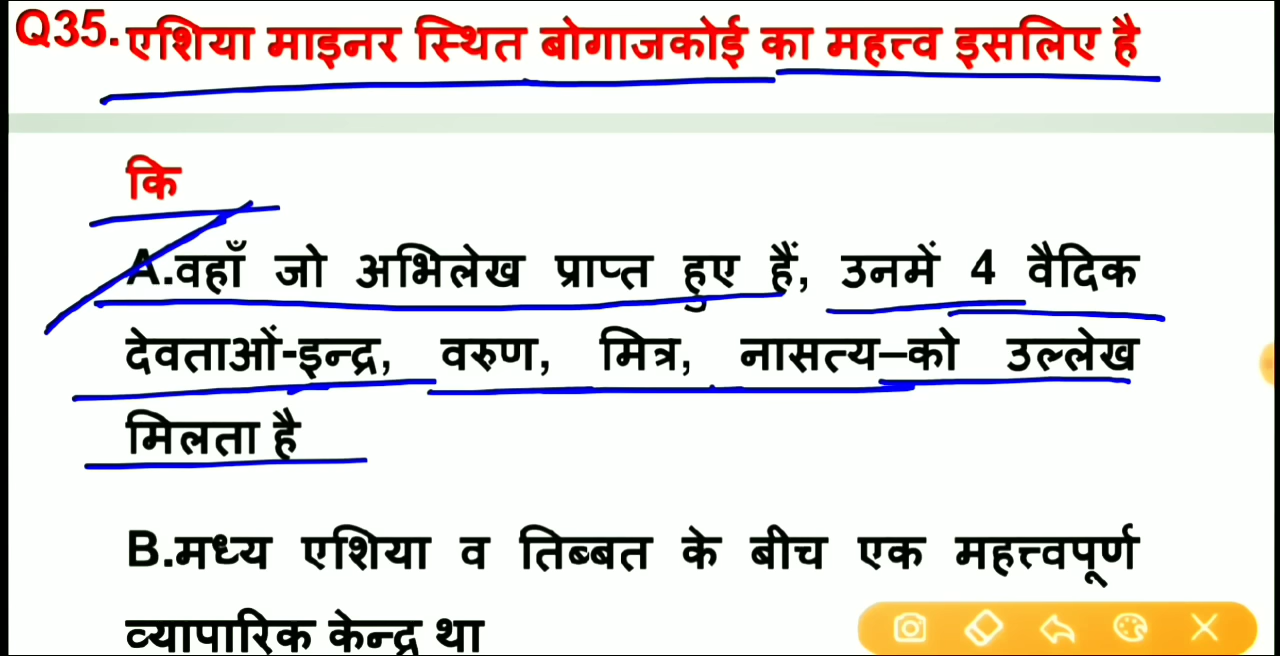 Q35.एशिया माइनर स्थित बोगाजकोई का महत्त्व इसलिए है
कि
A.वहाँ जो अभिलेख प्राप्त हुए हैं, उनमें 4 वैदिक
देवताओं-इन्द्र, वरुण, मित्र, नासत्य–को उल्लेख
मिलता है
B.मध्य एशिया व तिब्बत के बीच एक महत्त्वपूर्ण
व्यापारिक केन्द्र था